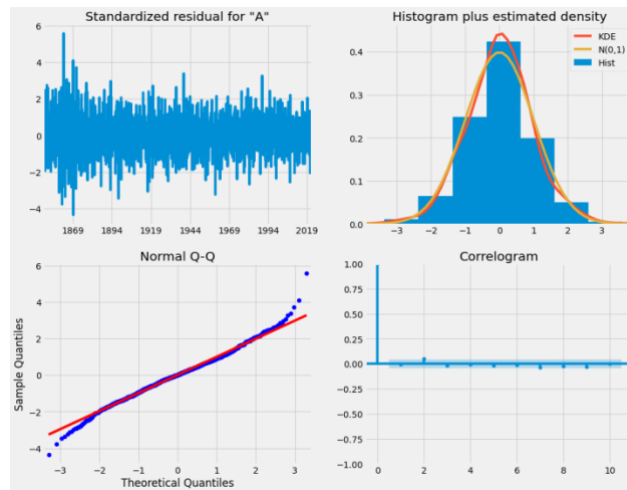 Standardized residual for "A"
6
4
2
0
−2
−4
1869 1894 1919 1944 1969 1994 2019
Histogram plus estimated density
KDE
N(0,1)
Hist
0.4
0.3
0.2
0.1
0.0
−3 −2 −1 0 1 2 3
Normal Q-Q
Sample Quantiles
6
4
2
0
−2
−4
−3 −2 −1 0 1 2 3
Theoretical Quantiles
Correlogram
1.00
0.75
0.50
0.25
0.00
−0.25
−0.50
−0.75
−1.00
0 2 4 6 8 10